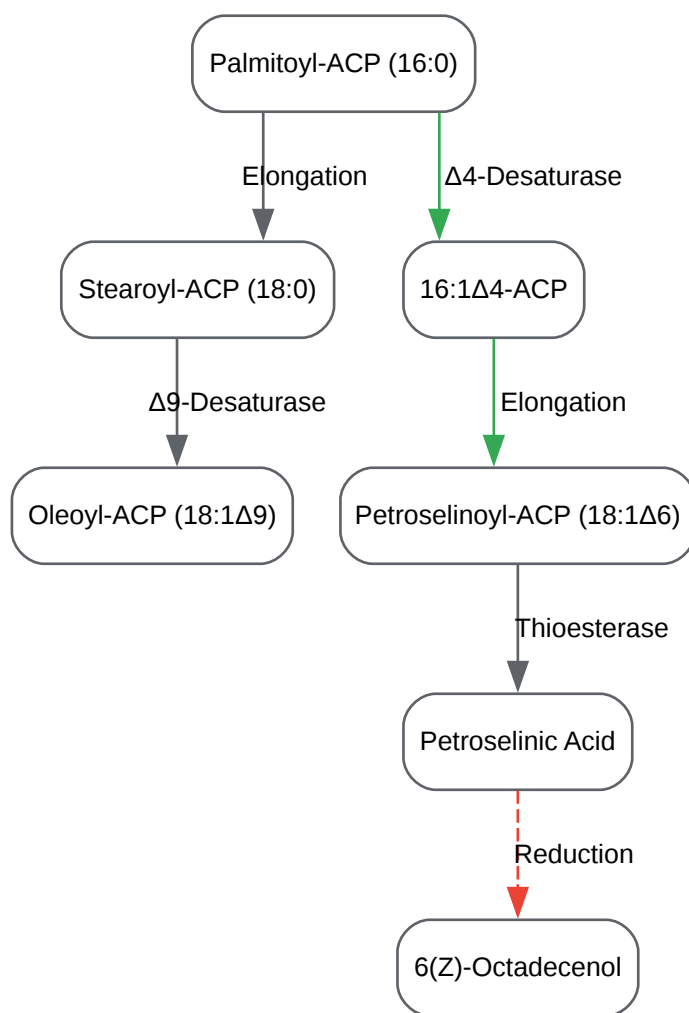 Palmitoyl-ACP (16:0)
Elongation
Δ4-Desaturase
Stearoyl-ACP (18:0)
16:1Δ4-ACP
Δ9-Desaturase
Elongation
Oleoyl-ACP (18:1Δ9)
Petroselinoyl-ACP (18:1Δ6)
Thioesterase
Petroselinic Acid
Reduction
6(Z)-Octadecenol